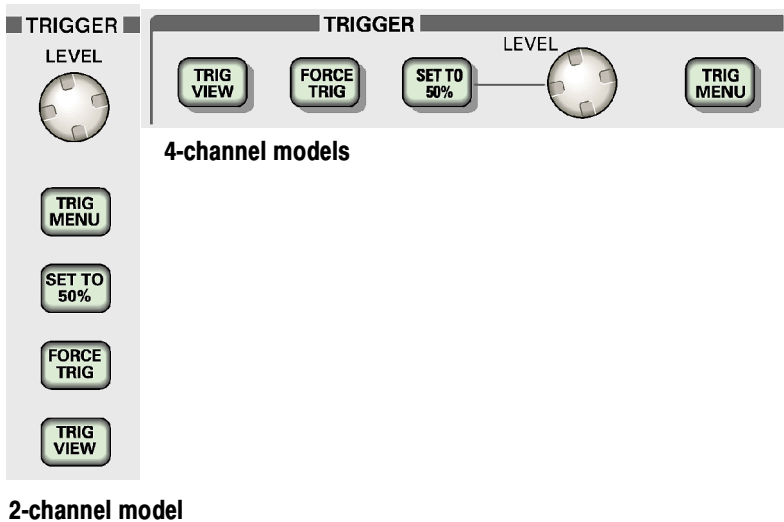 TRIGGER
LEVEL
TRIG
MENU
SET TO
50%
FORCE
TRIG
TRIG
VIEW
2-channel model
TRIGGER
TRIG
VIEW
FORCE
TRIG
SET TO
50%
LEVEL
TRIG
MENU
4-channel models